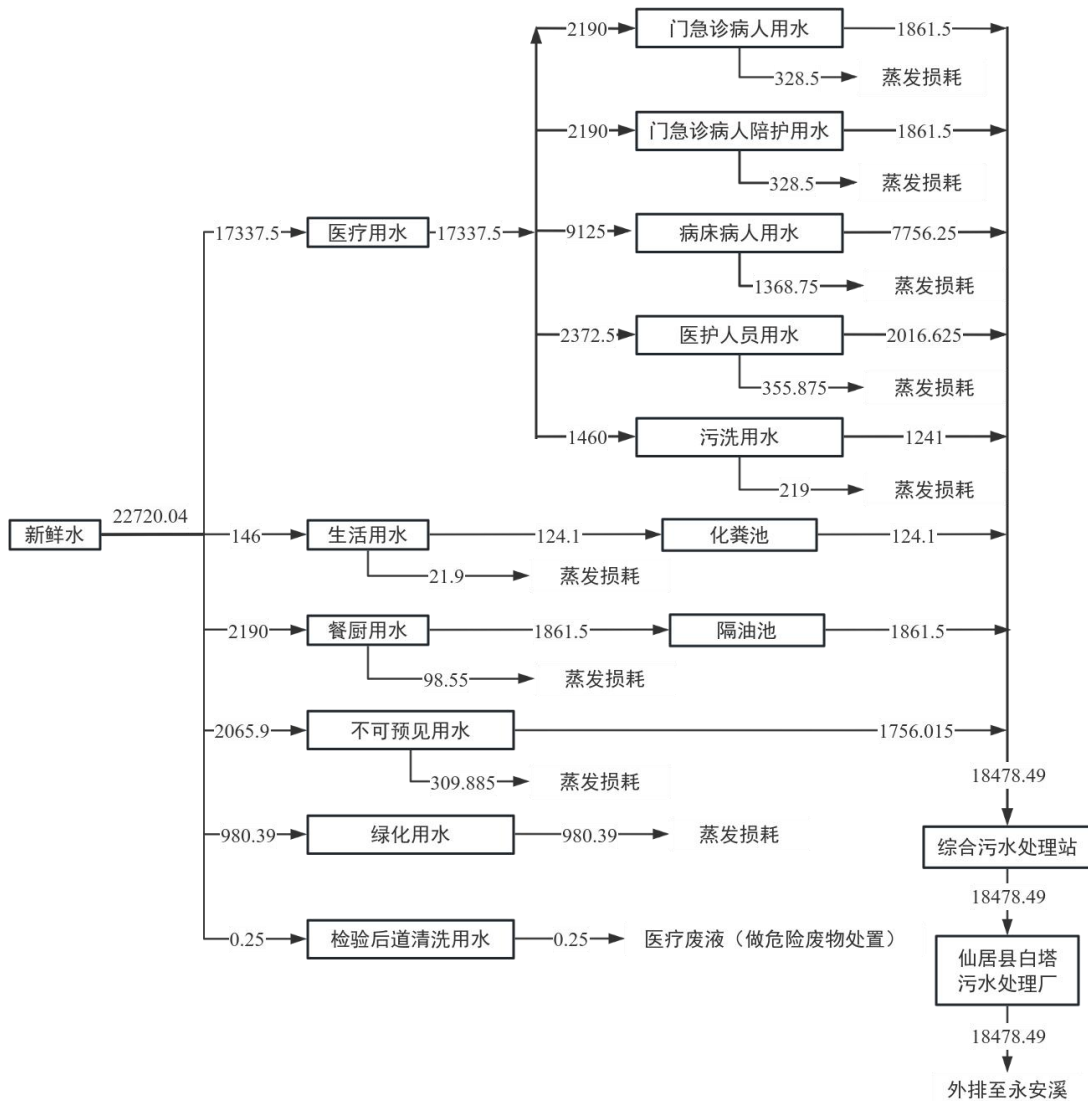 2190
门急诊病人用水
1861.5
328.5
蒸发损耗
2190
门急诊病人陪护用水
1861.5
328.5
蒸发损耗
17337.5
医疗用水
17337.5
9125
病床病人用水
7756.25
1368.75
蒸发损耗
2372.5
医护人员用水
2016.625
355.875
蒸发损耗
1460
污洗用水
1241
219
蒸发损耗
新鲜水
22720.04
146
生活用水
124.1
化粪池
124.1
21.9
蒸发损耗
2190
餐厨用水
1861.5
隔油池
1861.5
98.55
蒸发损耗
2065.9
不可预见用水
1756.015
309.885
蒸发损耗
18478.49
980.39
绿化用水
980.39
蒸发损耗
综合污水处理站
18478.49
0.25
检验后道清洗用水
0.25
医疗废液（做危险废物处置）
仙居县白塔
污水处理厂
18478.49
外排至永安溪